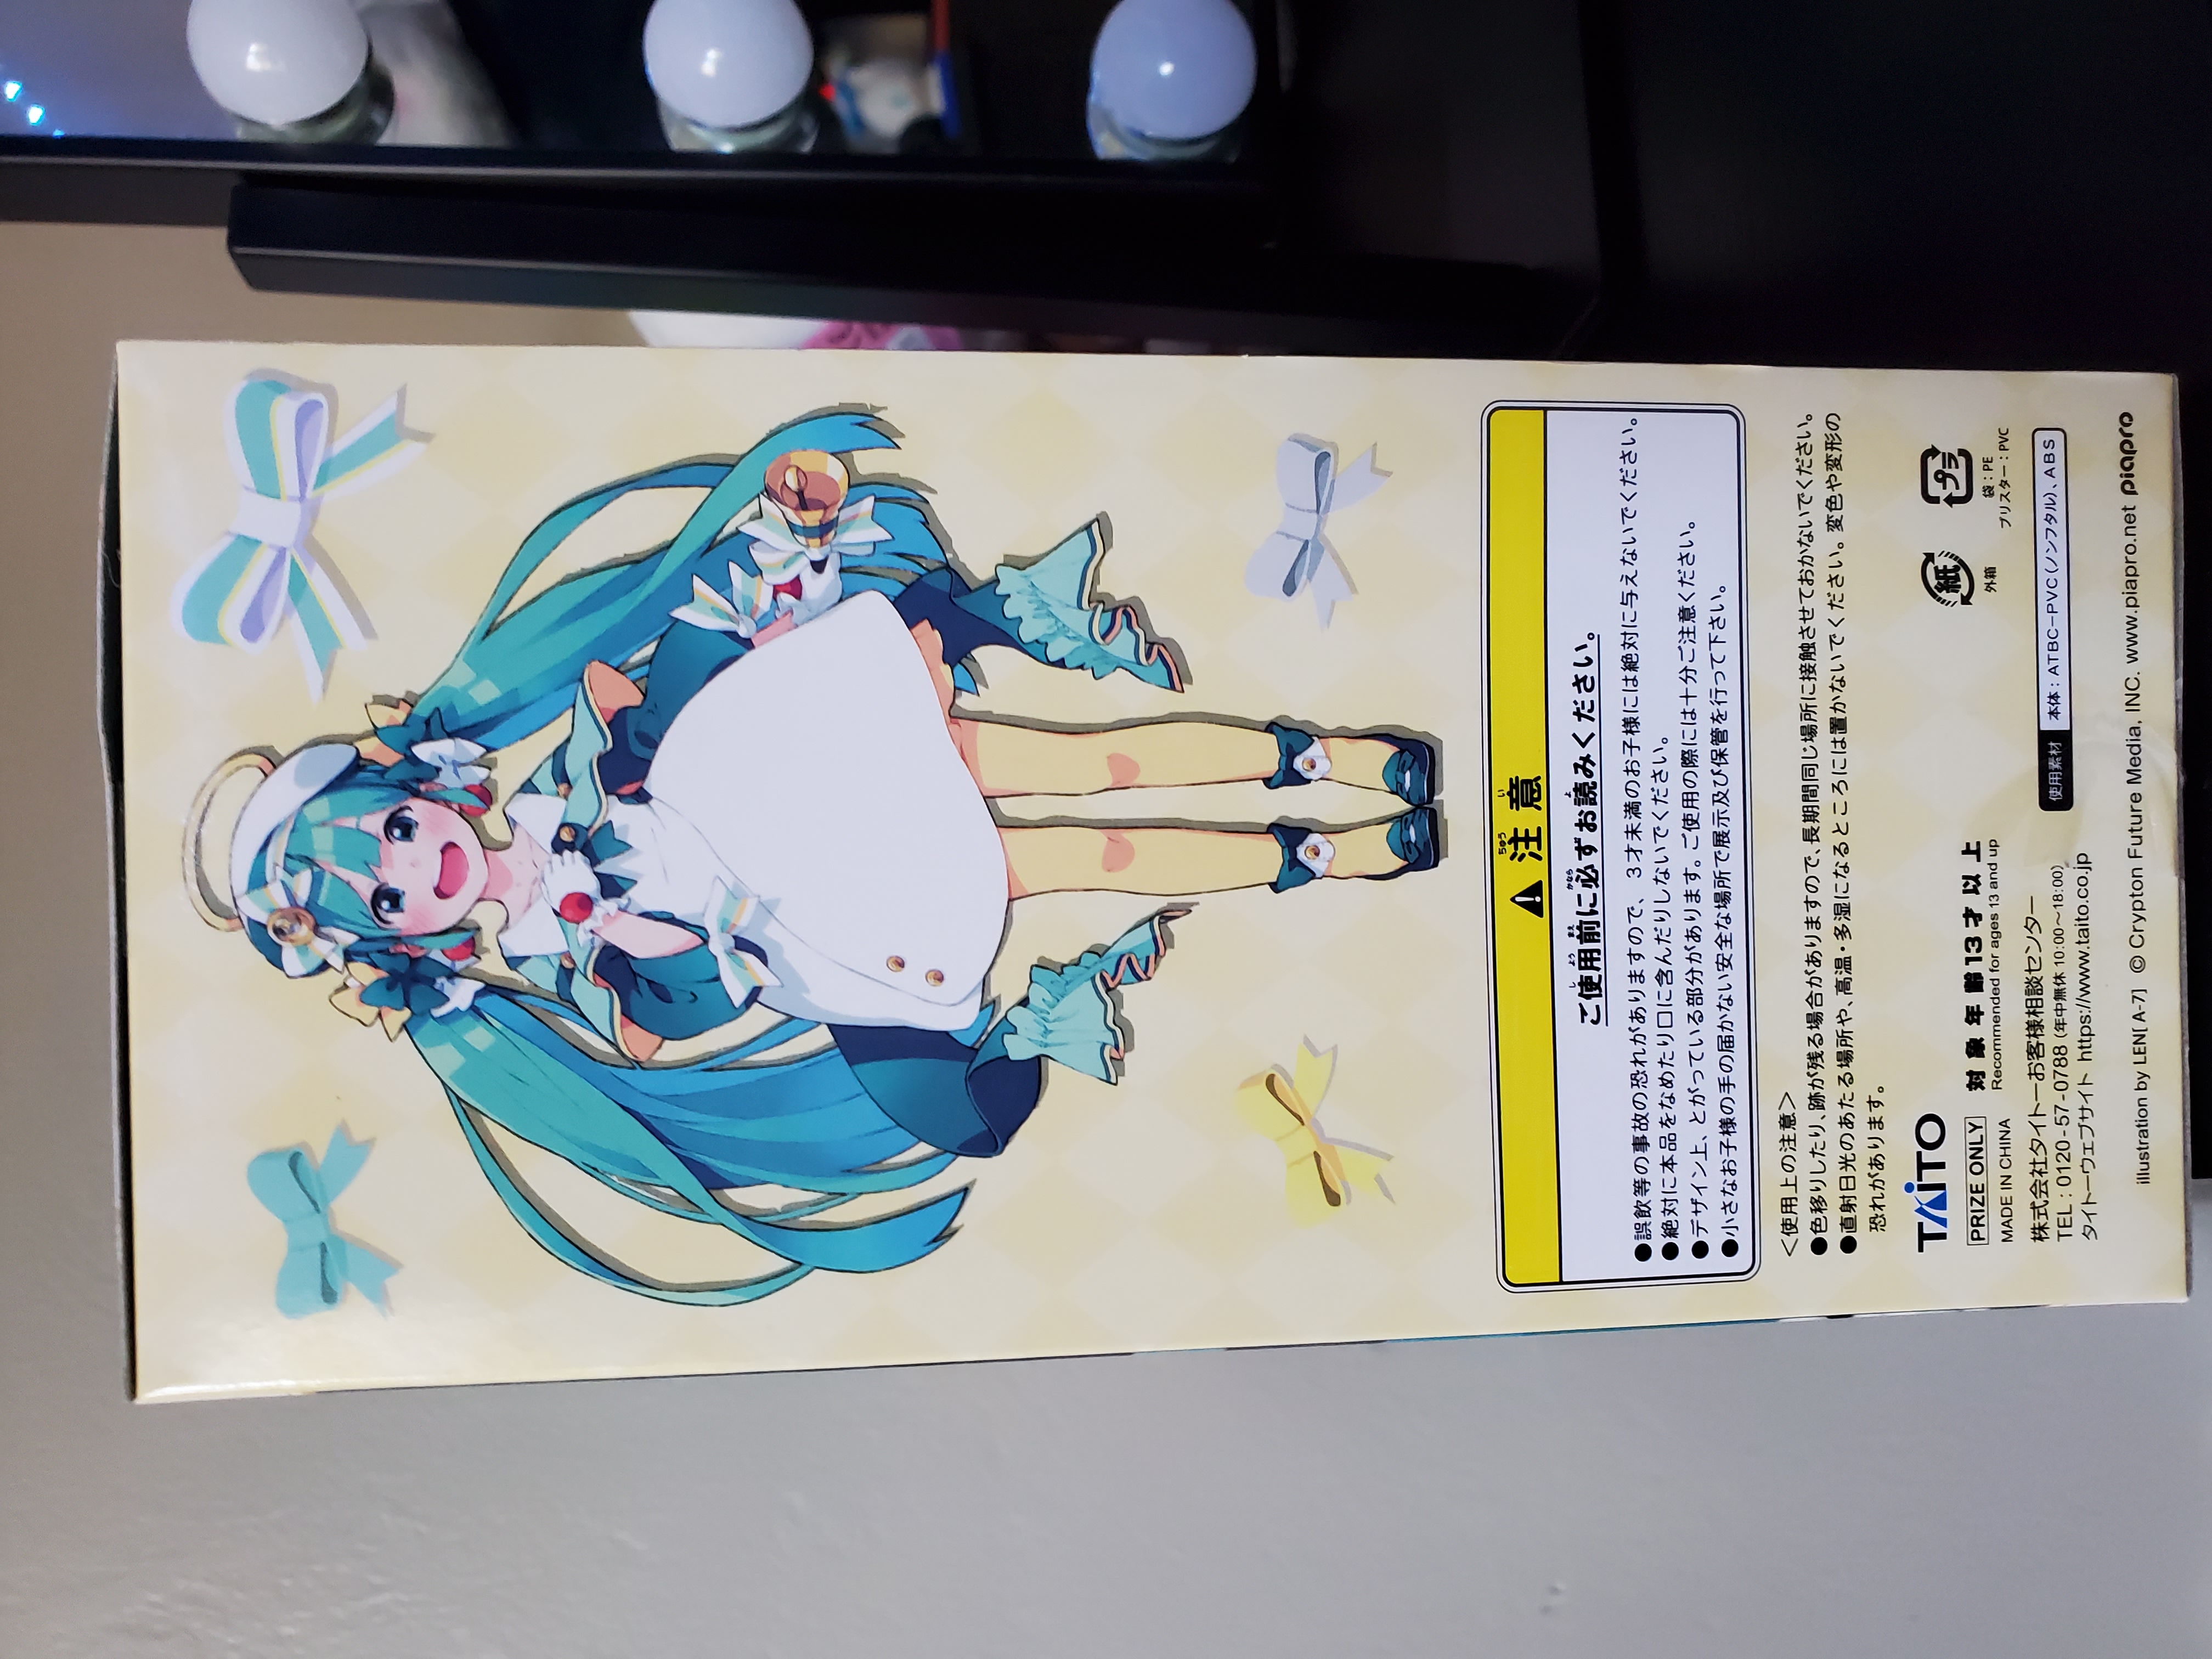 注意
ご使用前に必ずお読みください。
●誤飲等の事故の恐れがありますので、3才未満のお子様には絶対に与えないでください。
●絶対に本品をなめたり口に含んだりしないでください。
●デザイン上、とがっている部分があります。ご使用の際には十分ご注意ください。
●小さなお子様の手の届かない安全な場所で展示及び保管を行って下さい。
＜使用上の注意＞
●色移りしたり、跡が残る場合がありますので、長期間同じ場所に接触させておかないでください。
●直射日光のあたる場所や、高温・多湿になるところには置かないでください。変色や変形の
恐れがあります。
TAITO
PRIZE ONLY
対象年齢13才以上
Recommended for ages 13 and up
MADE IN CHINA
紙
外箱
プラ
袋：PE
ブリスター：PVC
株式会社タイトーお客様相談センター
TEL : 0120-57-0788（年中無休 10:00～18:00）
タイトーウェブサイト https://www.taito.co.jp
使用素材 本体：ATBC-PVC（ノンフタル）、ABS
illustration by LEN[ A-7] © Crypton Future Media, INC. www.piapro.net piapro